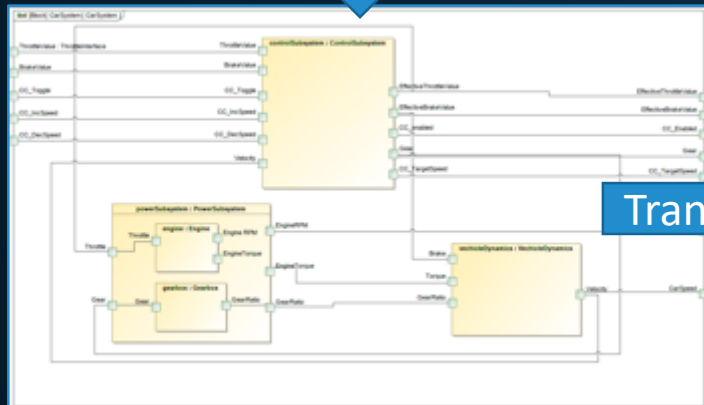 ibd [Block] CarSystem [ CarSystem ]
controlSubsystem : ControlSubsystem
ThrottleValue : ThrottleInterface
ThrottleValue
BrakeValue
BrakeValue
CC_Toggle
CC_Toggle
EffectiveThrottleValue
EffectiveThrottleValue
CC_IncSpeed
CC_IncSpeed
EffectiveBrakeValue
EffectiveBrakeValue
CC_DecSpeed
CC_DecSpeed
CC_enabled
CC_Enabled
Velocity
Gear
Gear
CC_TargetSpeed
CC_TargetSpeed
Tran
powerSubsystem : PowerSubsystem
engine : Engine
Throttle
Throttle
Engine RPM
EngineRPM
EngineTorque
EngineTorque
gearbox : Gearbox
Gear
Gear
GearRatio
GearRatio
vehicleDynamics : VehicleDynamics
Brake
Torque
GearRatio
Velocity
CarSpeed